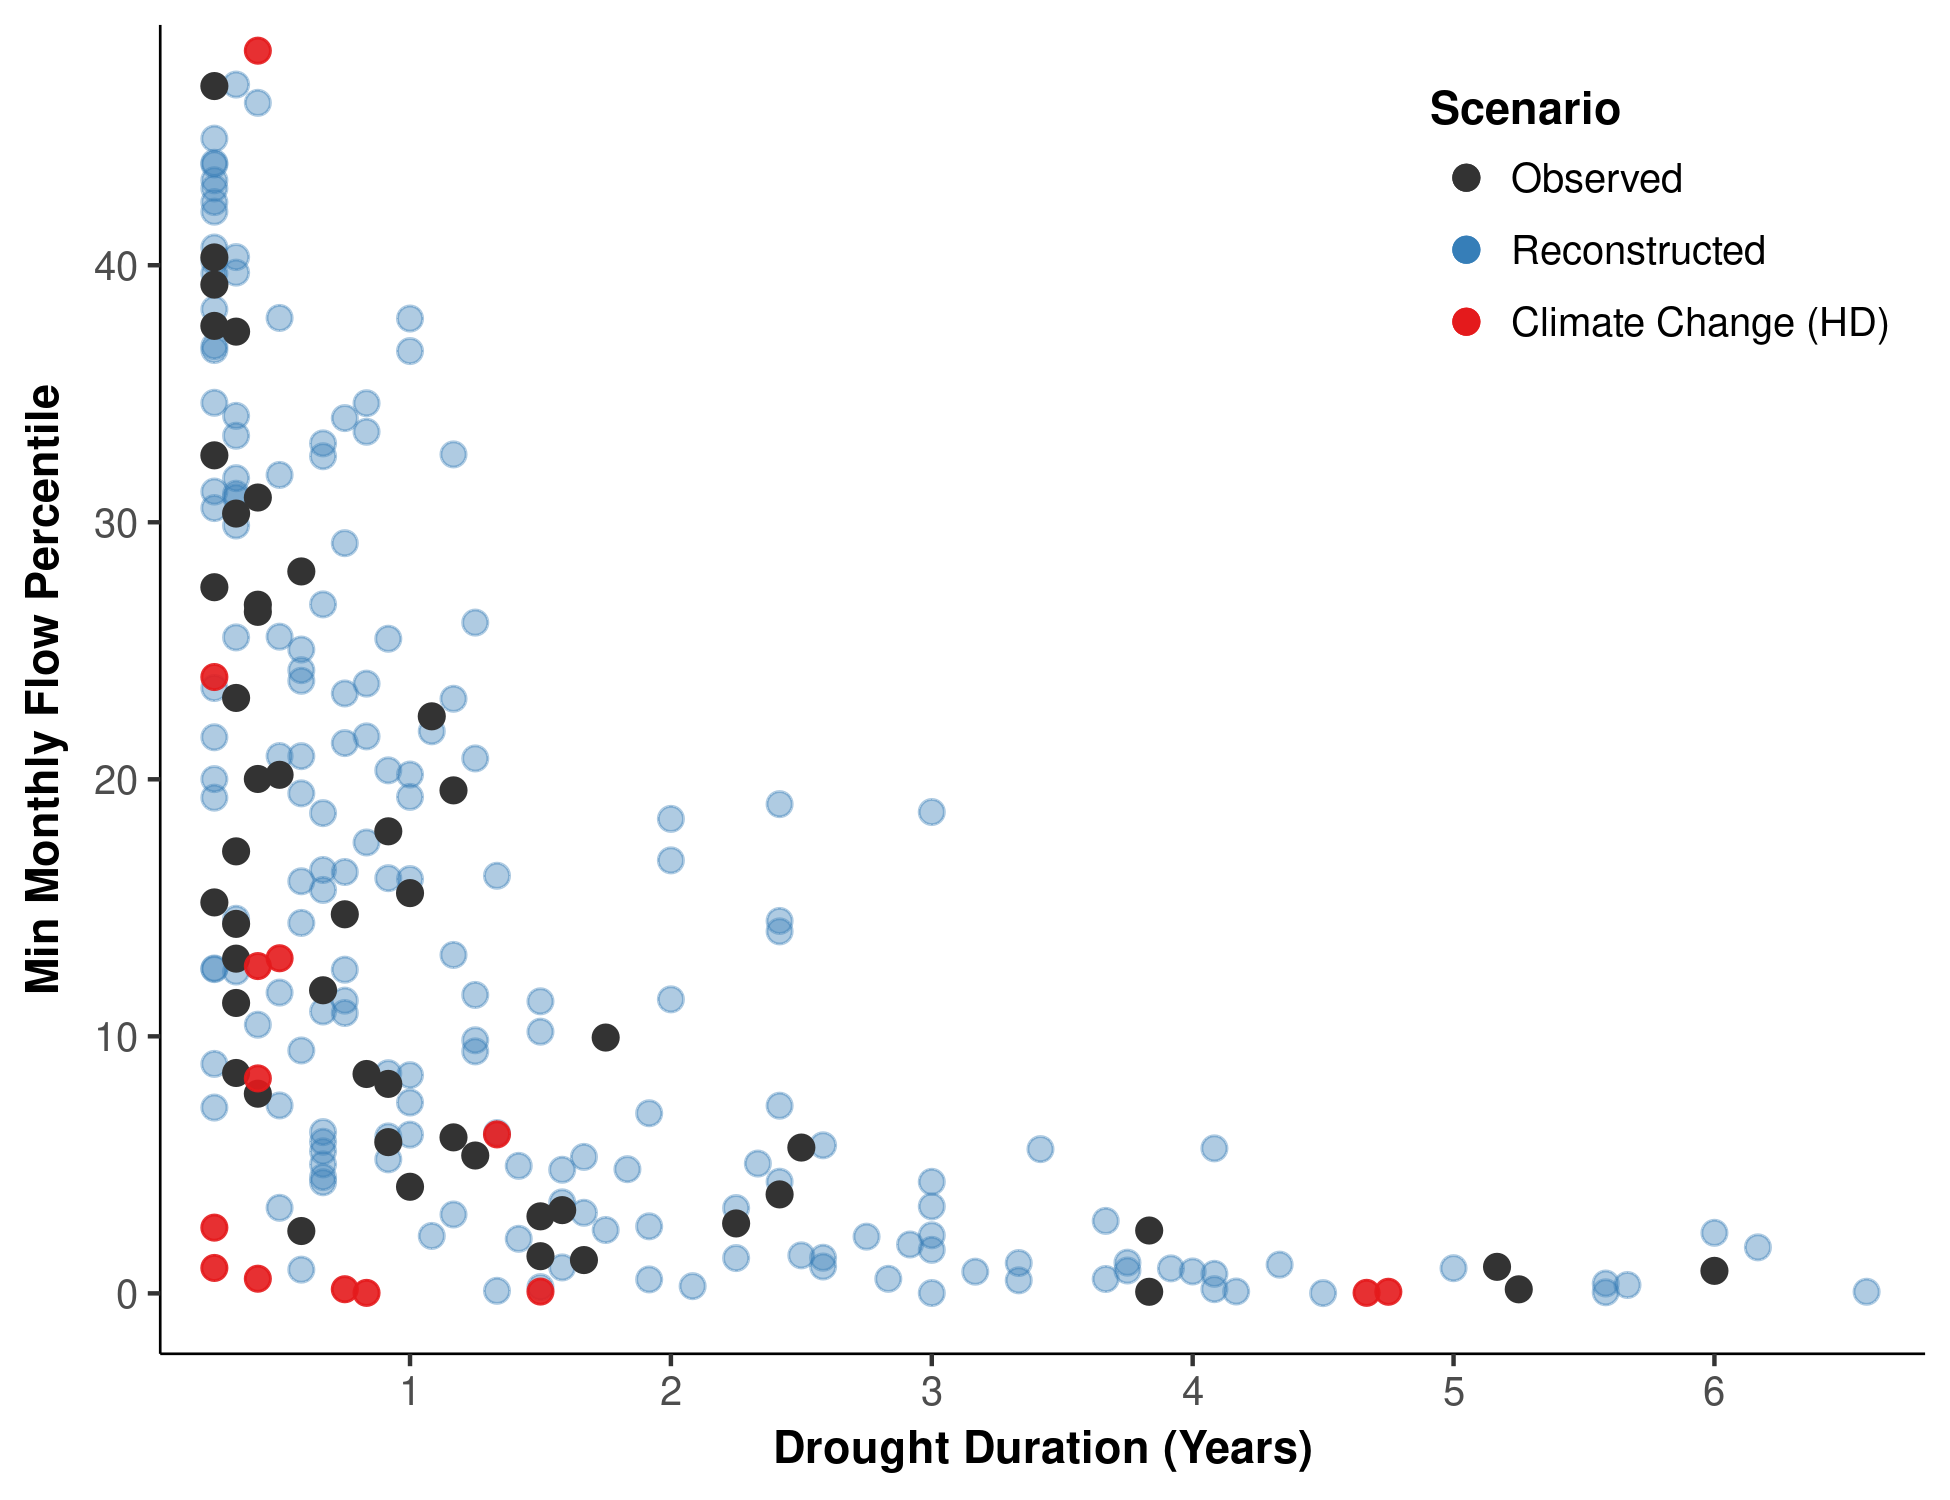 Scenario
Observed
Reconstructed
Climate Change (HD)
Min Monthly Flow Percentile
40
30
20
10
0
1 2 3 4 5 6
Drought Duration (Years)